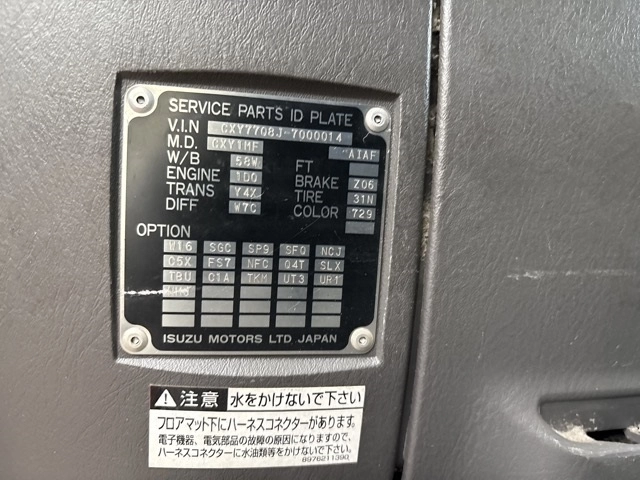 SERVICE PARTS ID PLATE
V.I.N CXY77Q8J-7000014
M.D. CXY1MF AIAF
W/B 58W FT
ENGINE 1DQ BRAKE Z06
TRANS Y4X TIRE 31N
DIFF W7C COLOR 729
OPTION
SGC SP9 SFQ NCJ
C5X FS7 NFC Q4T SLX
TBU C1A TKM UT3 UR1
ISUZU MOTORS LTD JAPAN
注意 水をかけないで下さい
フロアマット下にハーネスコネクターがあります。
電子機器、電気部品の故障の原因になりますので、
ハーネスコネクターに水油類等をかけないで下さい。